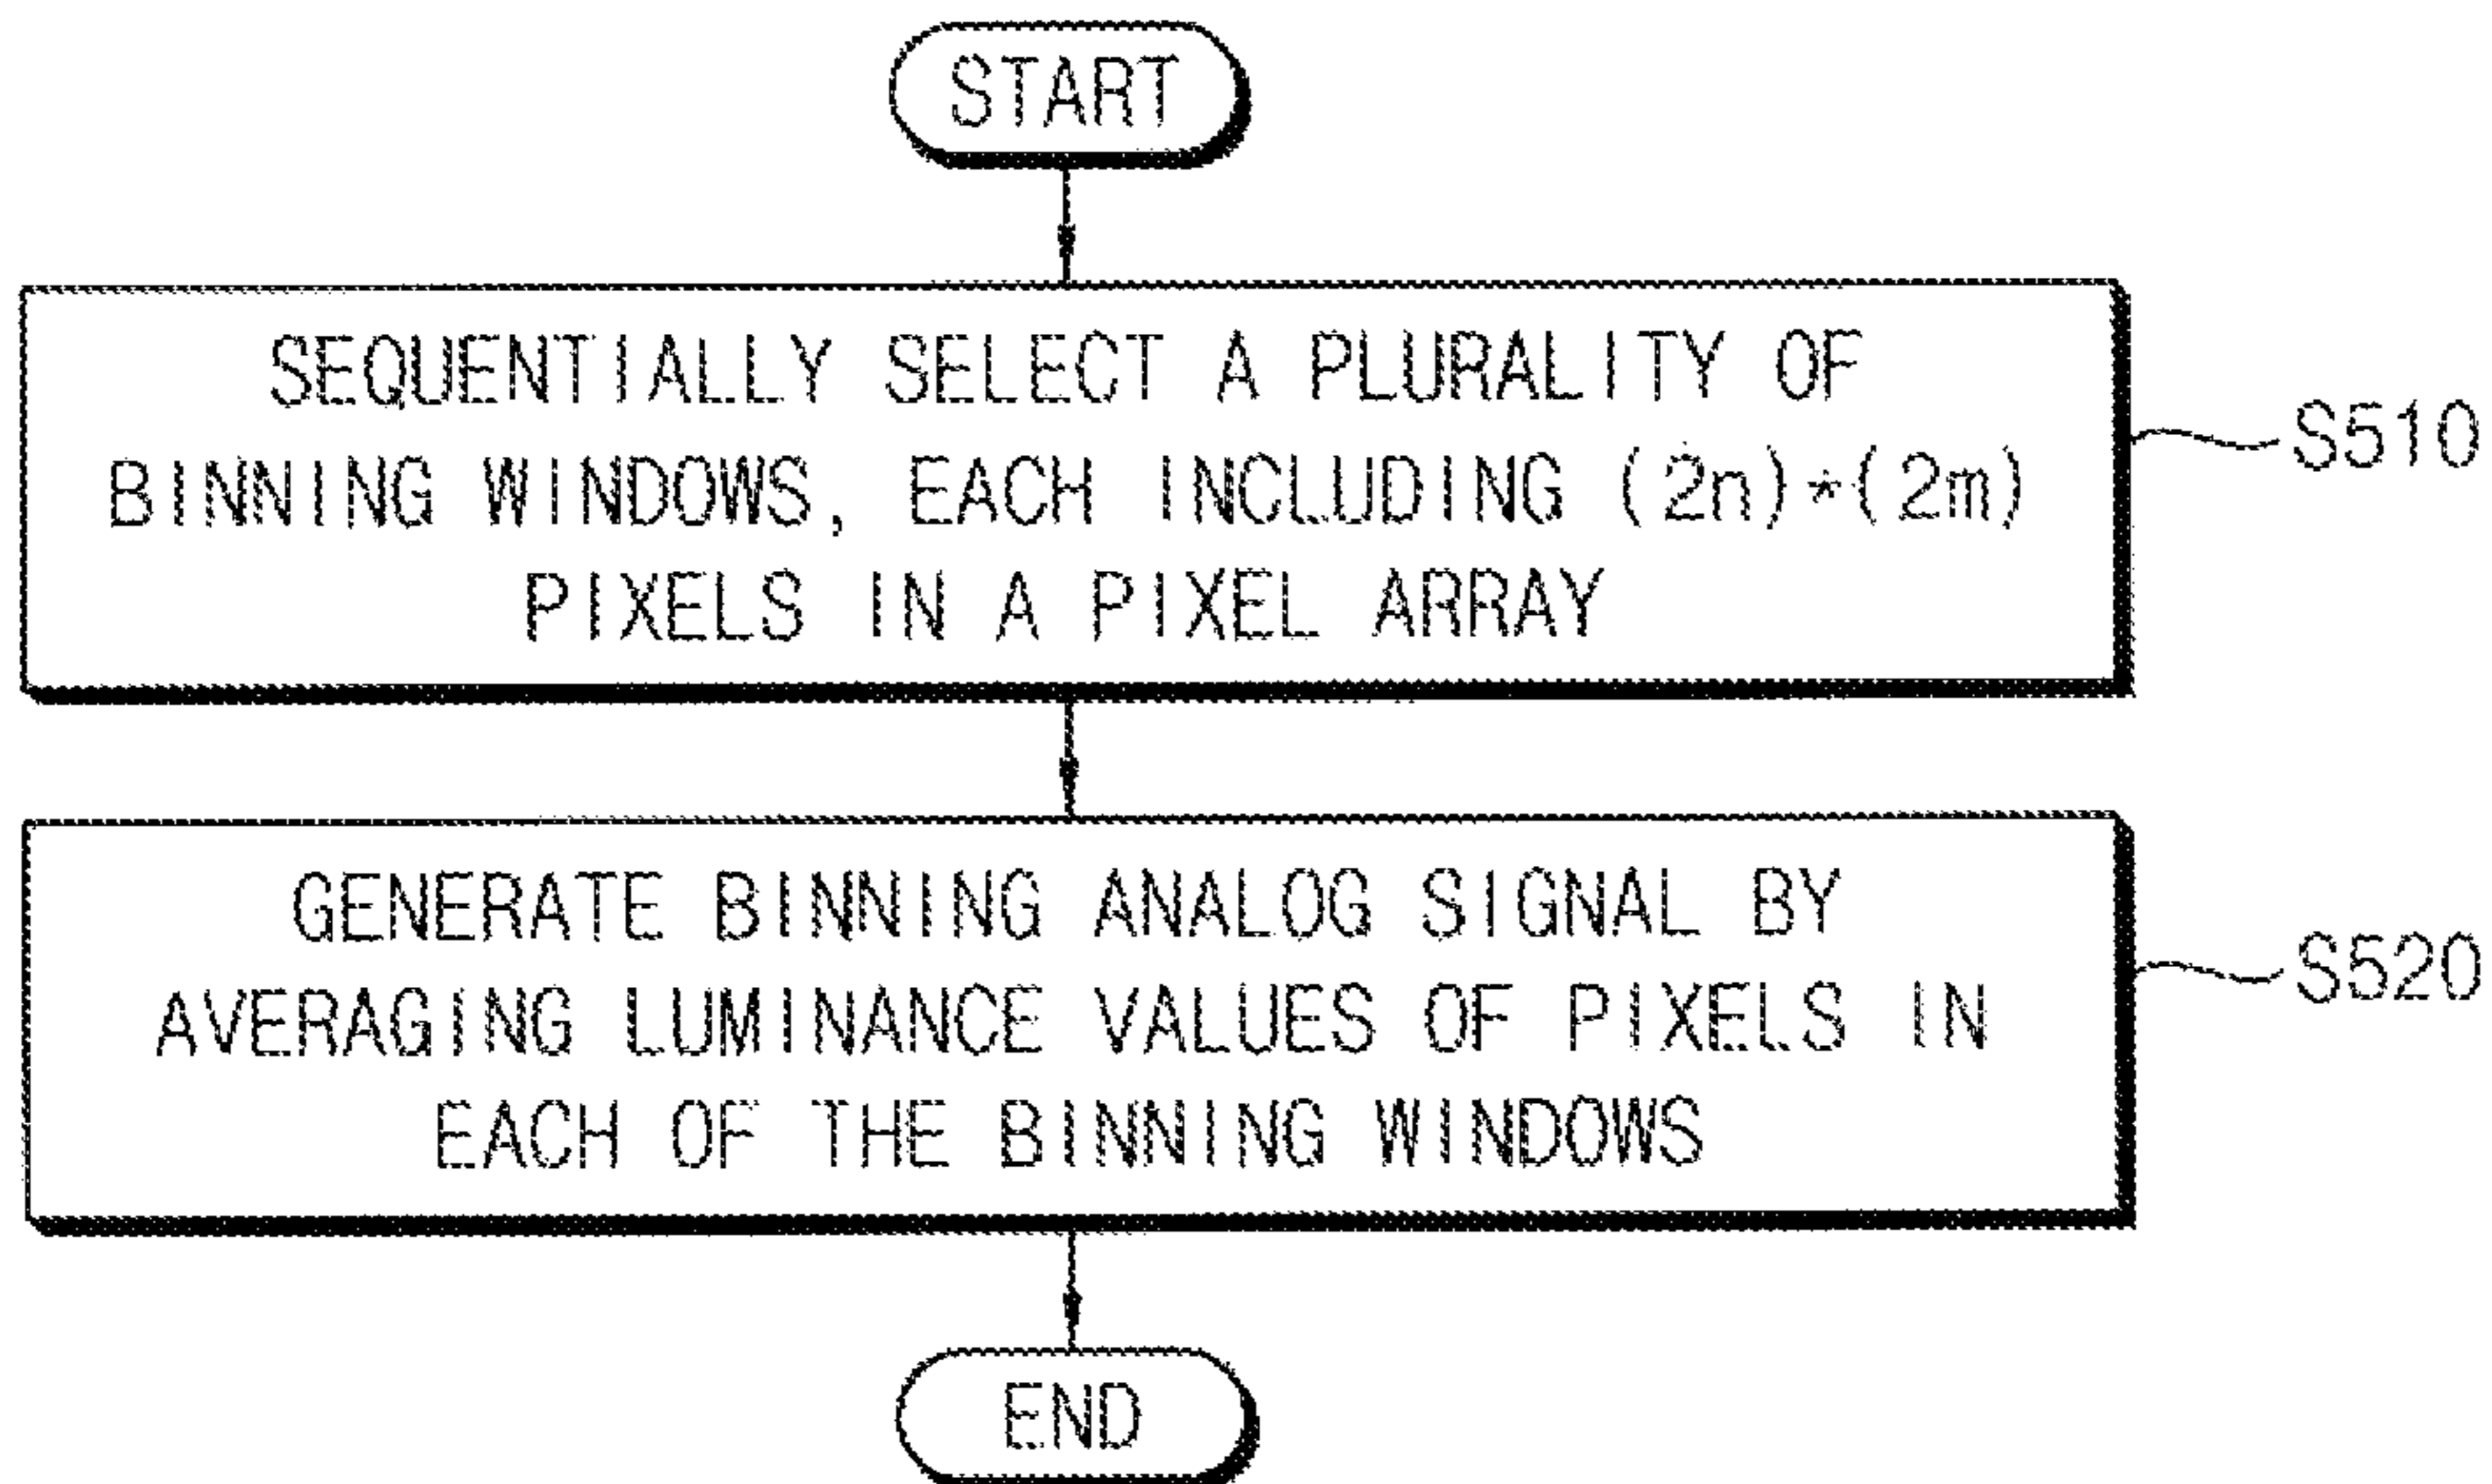 START
SEQUENTIALLY SELECT A PLURALITY OF
BINNING WINDOWS, EACH INCLUDING (2n)*(2m)
PIXELS IN A PIXEL ARRAY
S510
GENERATE BINNING ANALOG SIGNAL BY
AVERAGING LUMINANCE VALUES OF PIXELS IN
EACH OF THE BINNING WINDOWS
S520
END